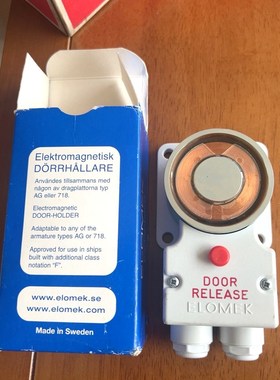 Elektromagnetisk
DÖRRHÅLLARE
Användes tillsammans med
någon av dragplattorna typ
AG eller 718.
Electromagnetic
DOOR-HOLDER
Adaptable to any of the
armature types AG or 718.
Approved for use in ships
built with additional class
notation "F".
www.elomek.se
www.elomek.com
Made in Sweden
DOOR
RELEASE
ELOMEK